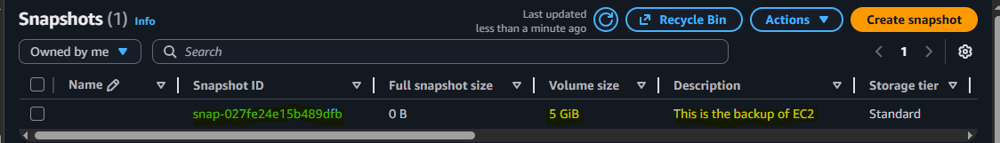 Snapshots (1) Info
Last updated
less than a minute ago
Recycle Bin
Actions
Create snapshot
Owned by me
Search
1
Name Snapshot ID Full snapshot size Volume size Description Storage tier
snap-027fe24e15b489dfb 0 B 5 GiB This is the backup of EC2 Standard